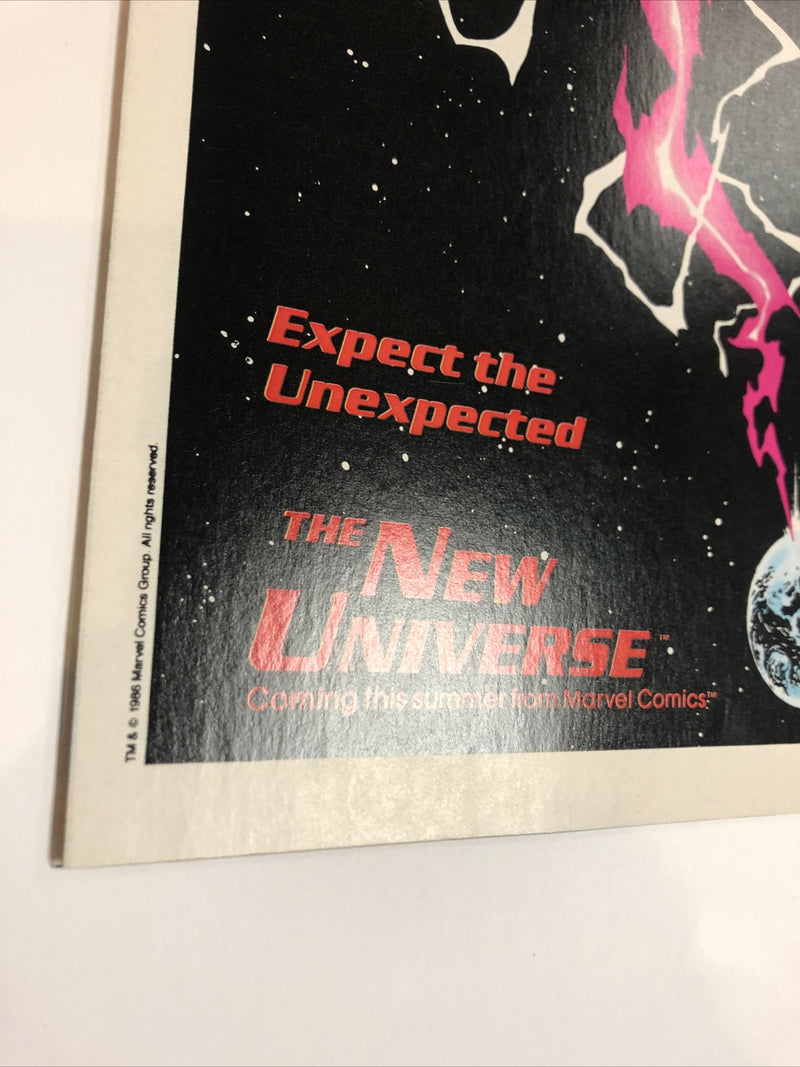 Expect the
Unexpected
THE NEW
UNIVERSE™
Coming this summer from Marvel Comics™
TM & © 1986 Marvel Comics Group. All rights reserved.